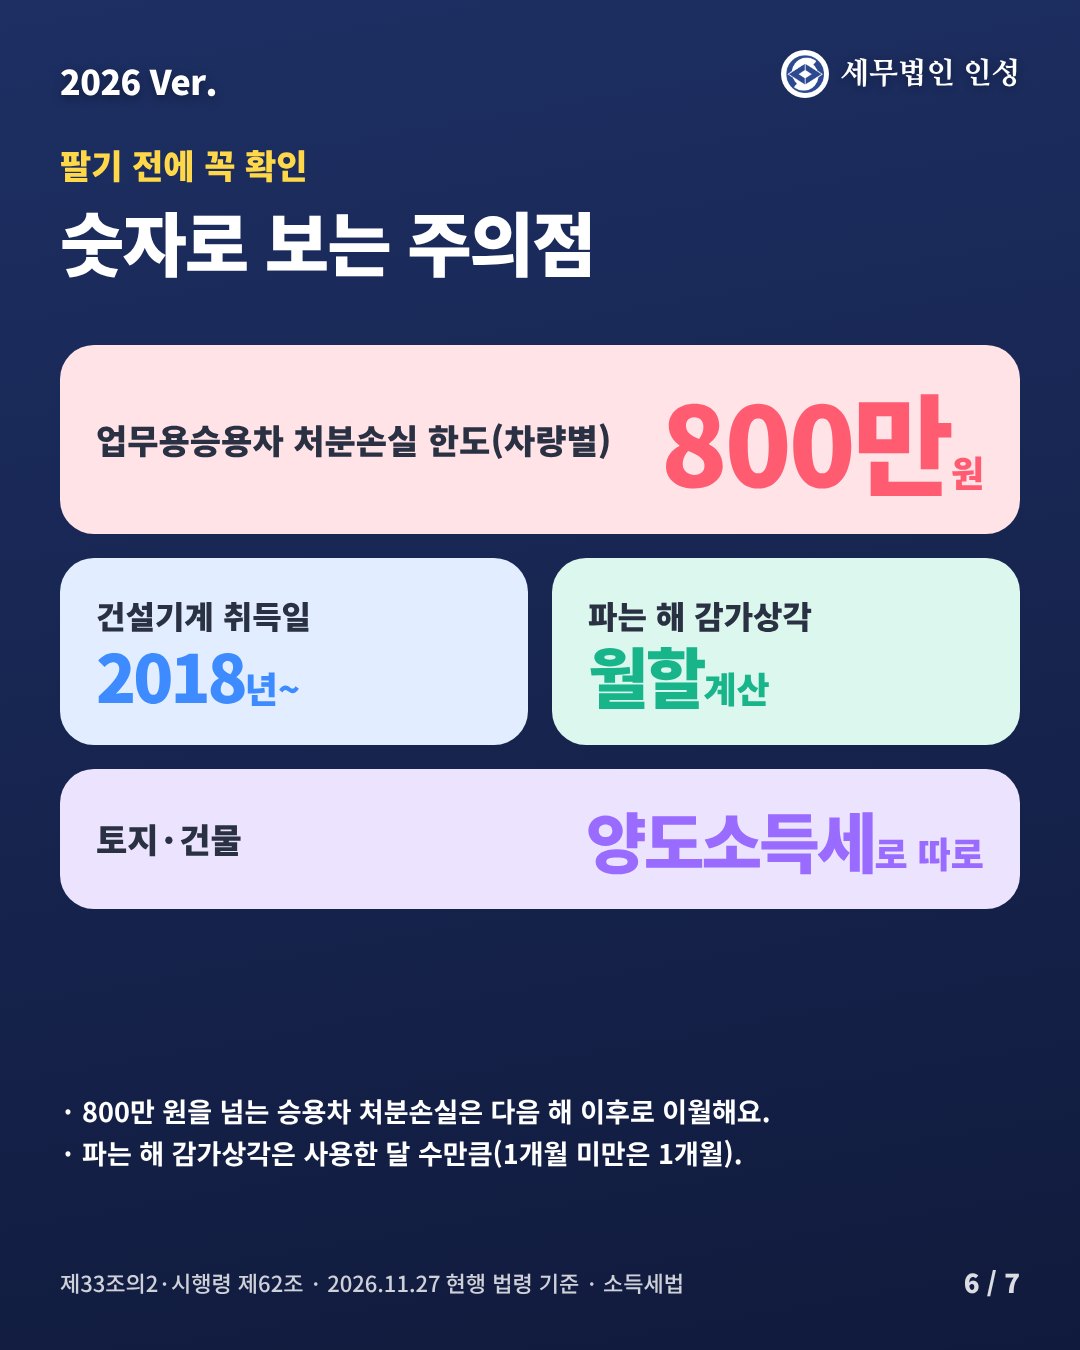 2026 Ver.
세무법인 인성
팔기 전에 꼭 확인
숫자로 보는 주의점
업무용승용차 처분손실 한도(차량별)
800만원
건설기계 취득일
2018년~
파는 해 감가상각
월할계산
토지·건물
양도소득세로 따로
· 800만 원을 넘는 승용차 처분손실은 다음 해 이후로 이월해요.
· 파는 해 감가상각은 사용한 달 수만큼(1개월 미만은 1개월).
제33조의2·시행령 제62조 · 2026.11.27 현행 법령 기준 · 소득세법
6 / 7